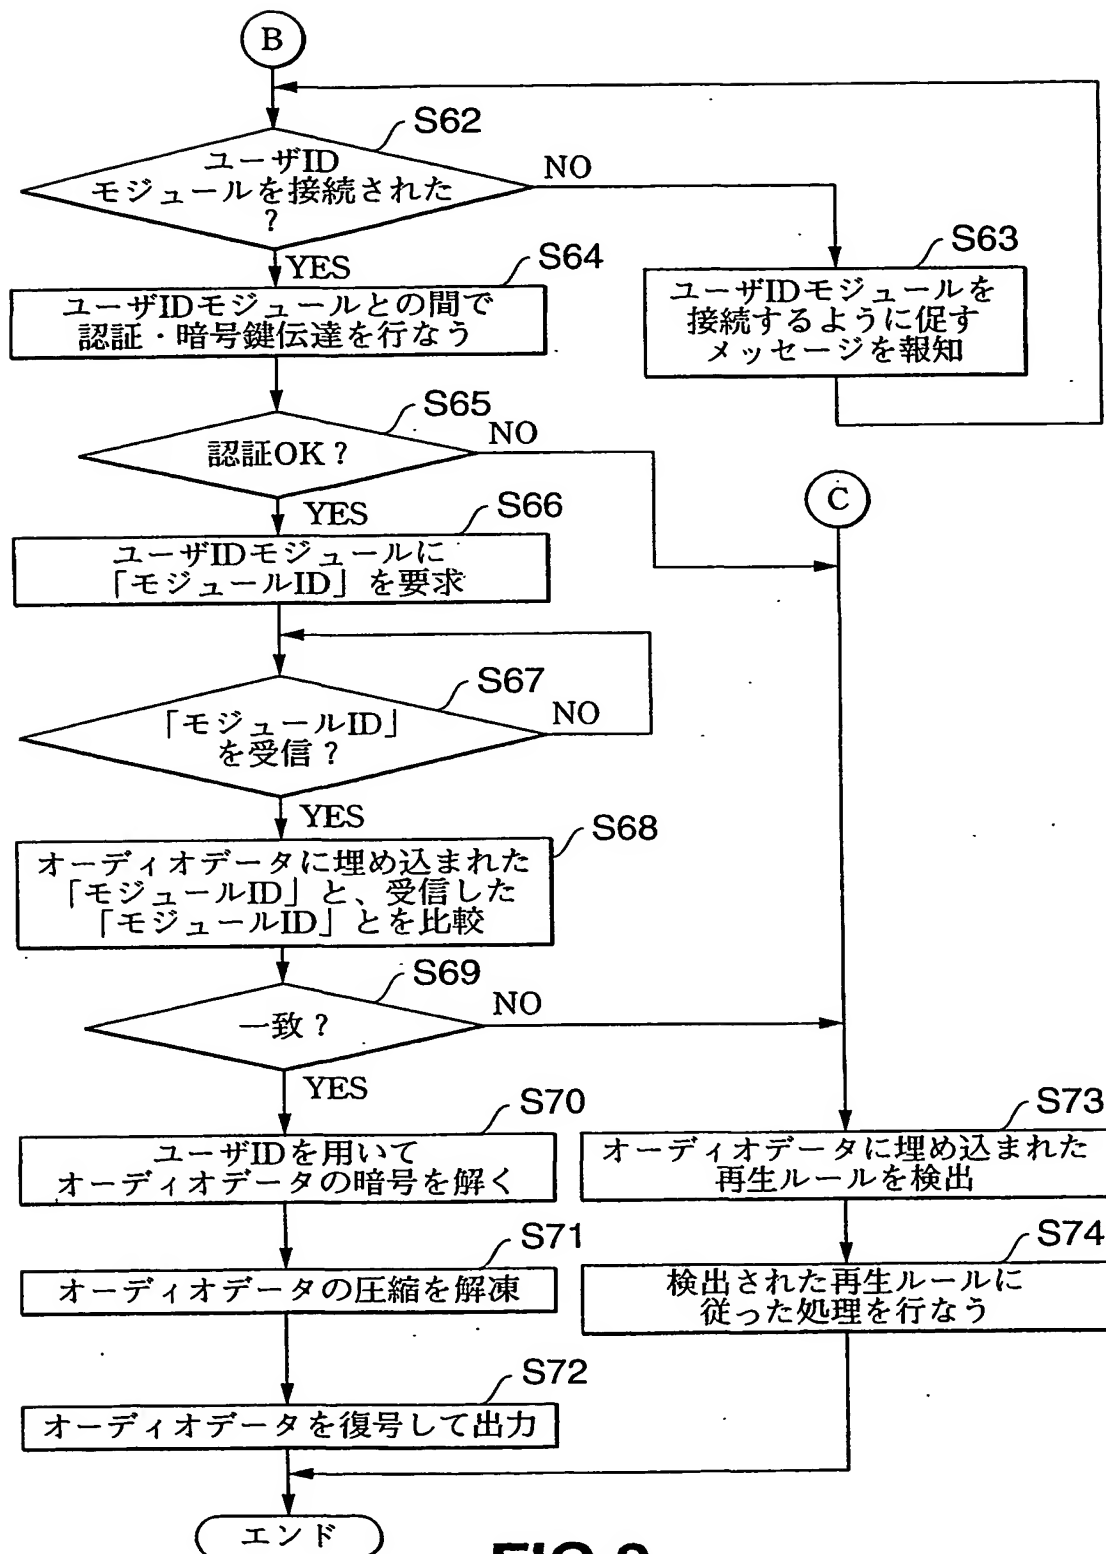 B
S62
ユーザID
モジュールを接続された
?
NO
YES
S63
ユーザIDモジュールを
接続するように促す
メッセージを報知
S64
ユーザIDモジュールとの間で
認証・暗号鍵伝達を行なう
S65
認証OK?
NO
YES
C
S66
ユーザIDモジュールに
「モジュールID」を要求
S67
「モジュールID」
を受信?
NO
YES
S68
オーディオデータに埋め込まれた
「モジュールID」と、受信した
「モジュールID」とを比較
S69
一致?
NO
YES
S70
ユーザIDを用いて
オーディオデータの暗号を解く
S71
オーディオデータの圧縮を解凍
S72
オーディオデータを復号して出力
S73
オーディオデータに埋め込まれた
再生ルールを検出
S74
検出された再生ルールに
従った処理を行なう
エンド